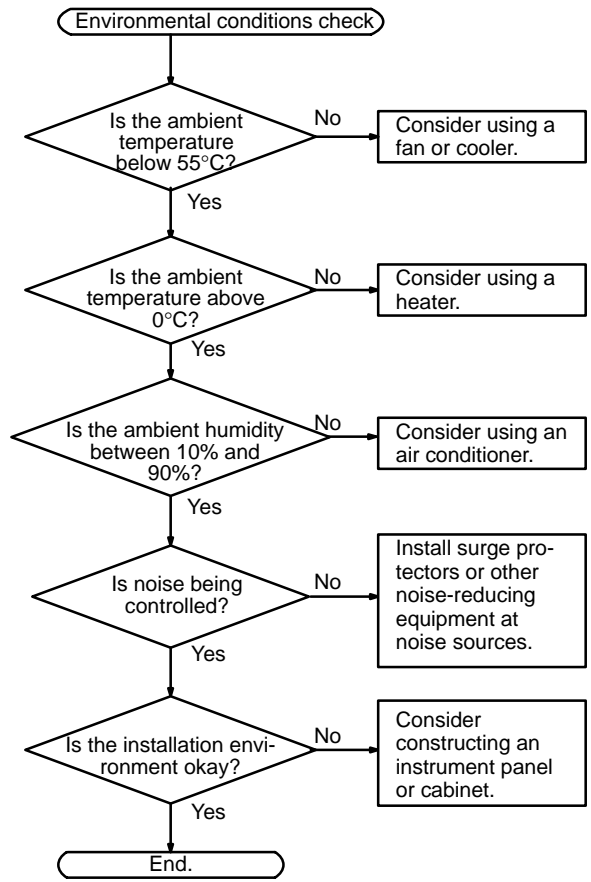 Environmental conditions check
Is the ambient
temperature
below 55°C?
No
Consider using a
fan or cooler.
Yes
Is the ambient
temperature above
0°C?
No
Consider using a
heater.
Yes
Is the ambient humidity
between 10% and
90%?
No
Consider using an
air conditioner.
Yes
Is noise being
controlled?
No
Install surge pro-
tectors or other
noise-reducing
equipment at
noise sources.
Yes
Is the installation envi-
ronment okay?
No
Consider
constructing an
instrument panel
or cabinet.
Yes
End.